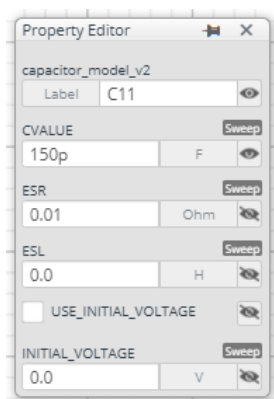 Property Editor
capacitor_model_v2
Label C11
CVALUE Sweep
150p F
ESR Sweep
0.01 Ohm
ESL Sweep
0.0 H
USE_INITIAL_VOLTAGE
INITIAL_VOLTAGE Sweep
0.0 V